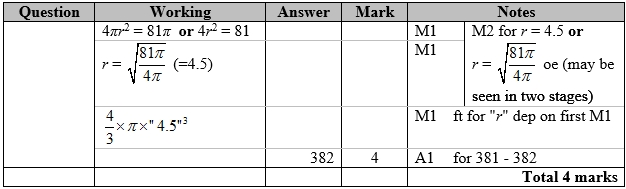 Question Working Answer Mark Notes
4πr² = 81π or 4r² = 81 M1 M2 for r = 4.5 or
r = √(81π/4π) (=4.5) M1 r = √(81π/4π) oe (may be
seen in two stages)
4/3 × π × "4.5"³ M1 ft for "r" dep on first M1
382 4 A1 for 381 - 382
Total 4 marks